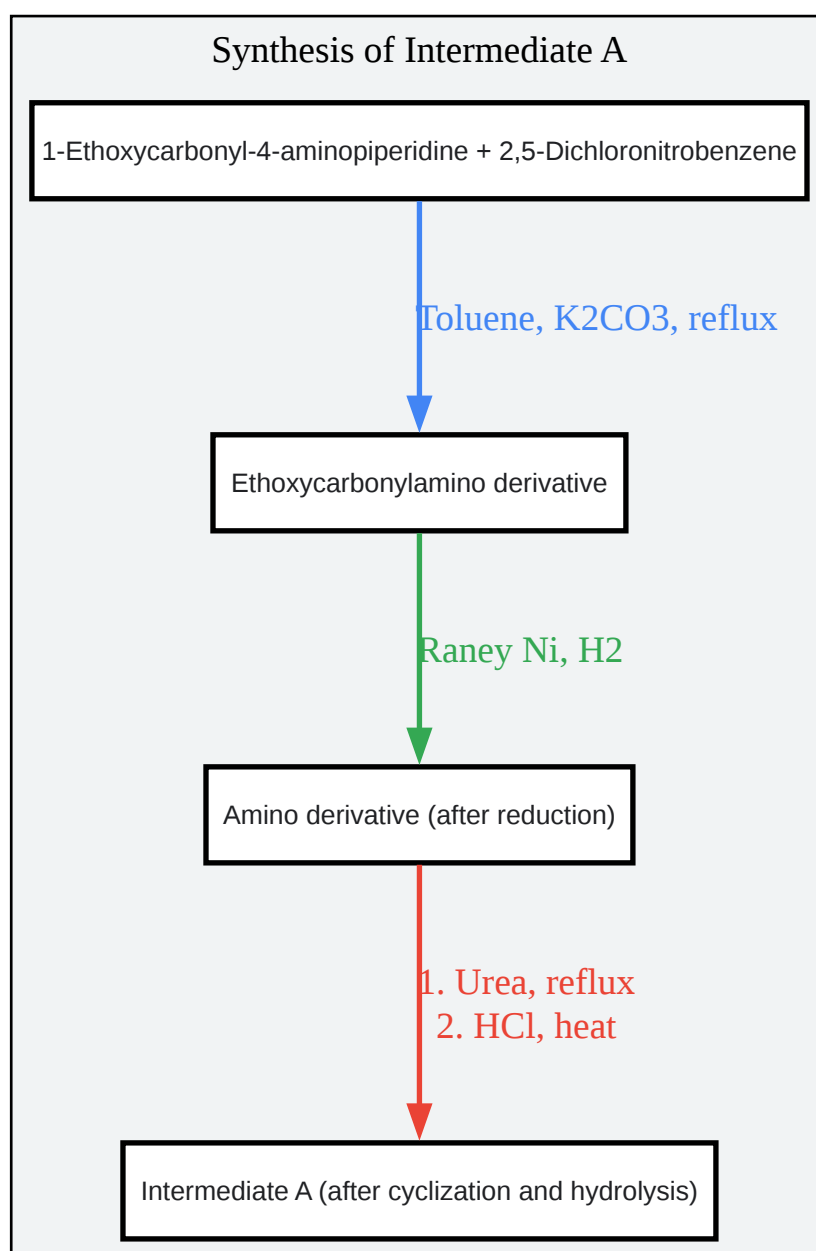 Synthesis of Intermediate A
1-Ethoxycarbonyl-4-aminopiperidine + 2,5-Dichloronitrobenzene
Toluene, K2CO3, reflux
Ethoxycarbonylamino derivative
Raney Ni, H2
Amino derivative (after reduction)
1. Urea, reflux
2. HCl, heat
Intermediate A (after cyclization and hydrolysis)